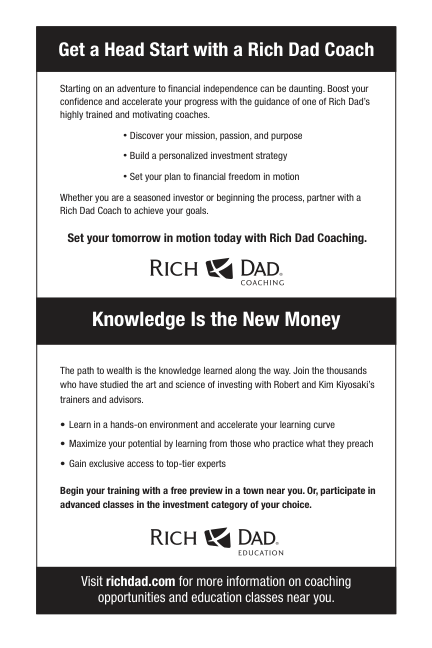 Get a Head Start with a Rich Dad Coach
Starting on an adventure to financial independence can be daunting. Boost your
confidence and accelerate your progress with the guidance of one of Rich Dad's
highly trained and motivating coaches.
• Discover your mission, passion, and purpose
• Build a personalized investment strategy
• Set your plan to financial freedom in motion
Whether you are a seasoned investor or beginning the process, partner with a
Rich Dad Coach to achieve your goals.
Set your tomorrow in motion today with Rich Dad Coaching.
RICH DAD®
COACHING
Knowledge Is the New Money
The path to wealth is the knowledge learned along the way. Join the thousands
who have studied the art and science of investing with Robert and Kim Kiyosaki's
trainers and advisors.
• Learn in a hands-on environment and accelerate your learning curve
• Maximize your potential by learning from those who practice what they preach
• Gain exclusive access to top-tier experts
Begin your training with a free preview in a town near you. Or, participate in
advanced classes in the investment category of your choice.
RICH DAD®
EDUCATION
Visit richdad.com for more information on coaching
opportunities and education classes near you.